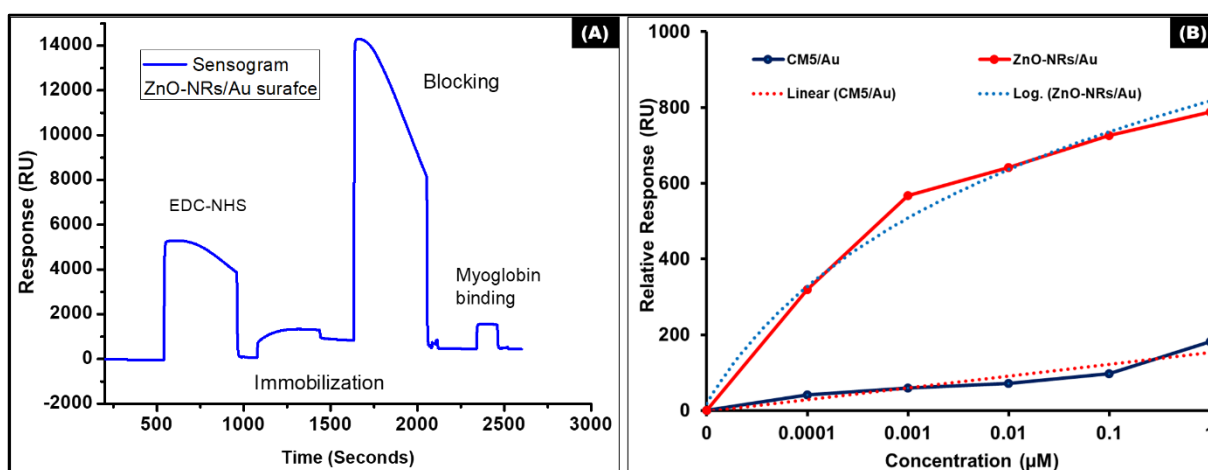 (A)
14000
12000
10000
8000
6000
4000
2000
0
-2000
Response (RU)
Sensogram
ZnO-NRs/Au surafce
EDC-NHS
Blocking
Myoglobin
binding
Immobilization
500
1000
1500
2000
2500
3000
Time (Seconds)
(B)
1000
800
600
400
200
0
Relative Response (RU)
CM5/Au
ZnO-NRs/Au
Linear (CM5/Au)
Log. (ZnO-NRs/Au)
0
0.0001
0.001
0.01
0.1
1
Concentration (µM)